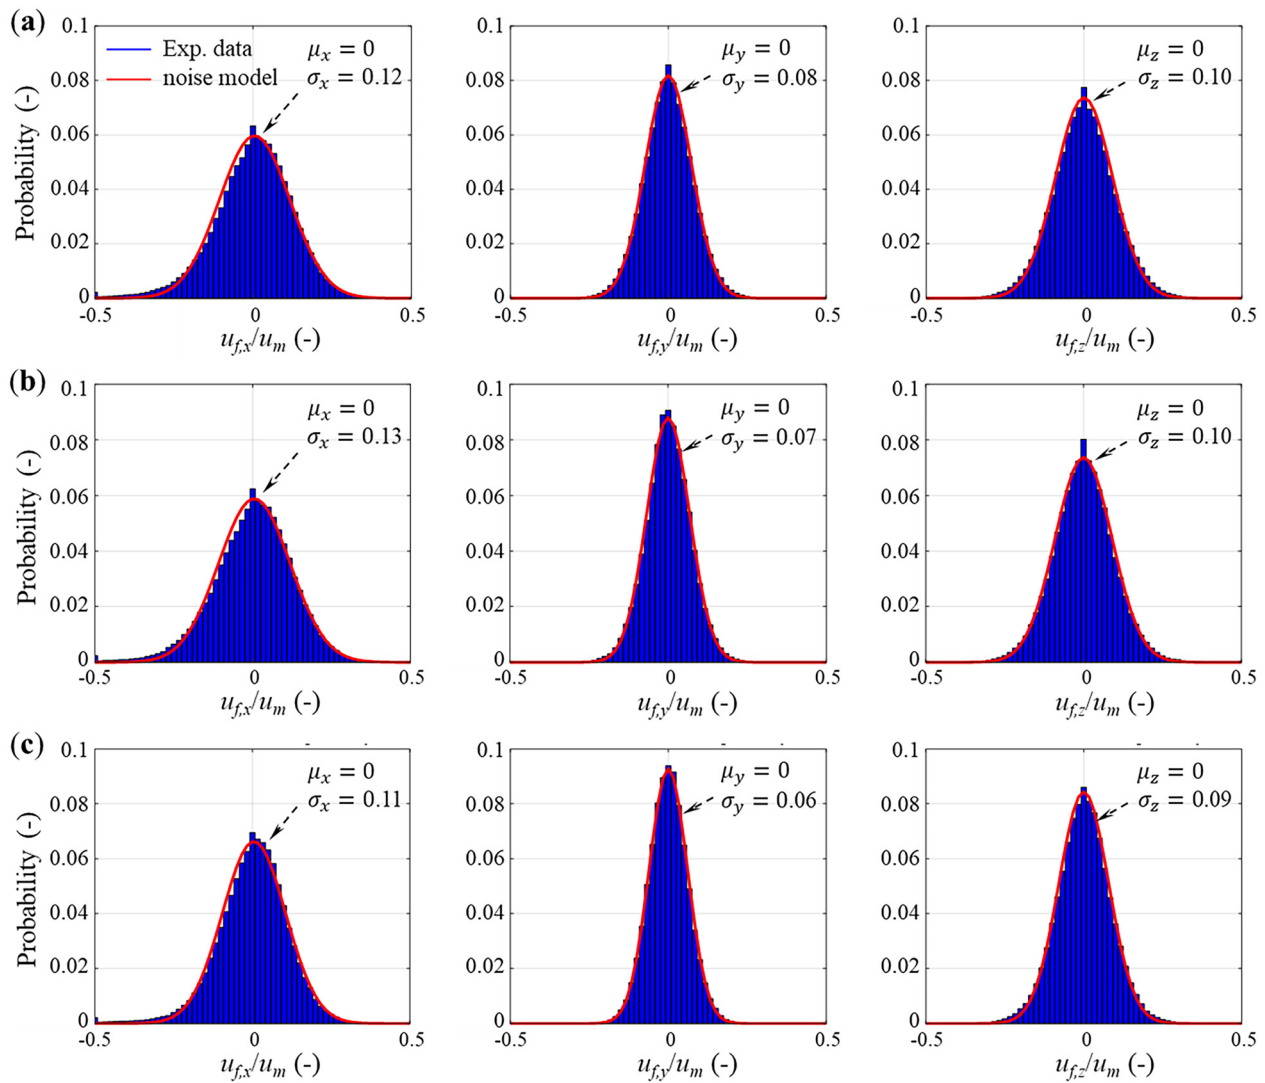 (a)
0.1
0.08
0.06
0.04
0.02
0
Probability (-)
Exp. data
noise model
μx = 0
σx = 0.12
-0.5 0 0.5
uf,x/um (-)
0.1
0.08
0.06
0.04
0.02
0
μy = 0
σy = 0.08
-0.5 0 0.5
uf,y/um (-)
0.1
0.08
0.06
0.04
0.02
0
μz = 0
σz = 0.10
-0.5 0 0.5
uf,z/um (-)
(b)
0.1
0.08
0.06
0.04
0.02
0
Probability (-)
μx = 0
σx = 0.13
-0.5 0 0.5
uf,x/um (-)
0.1
0.08
0.06
0.04
0.02
0
μy = 0
σy = 0.07
-0.5 0 0.5
uf,y/um (-)
0.1
0.08
0.06
0.04
0.02
0
μz = 0
σz = 0.10
-0.5 0 0.5
uf,z/um (-)
(c)
0.1
0.08
0.06
0.04
0.02
0
Probability (-)
μx = 0
σx = 0.11
-0.5 0 0.5
uf,x/um (-)
0.1
0.08
0.06
0.04
0.02
0
μy = 0
σy = 0.06
-0.5 0 0.5
uf,y/um (-)
0.1
0.08
0.06
0.04
0.02
0
μz = 0
σz = 0.09
-0.5 0 0.5
uf,z/um (-)